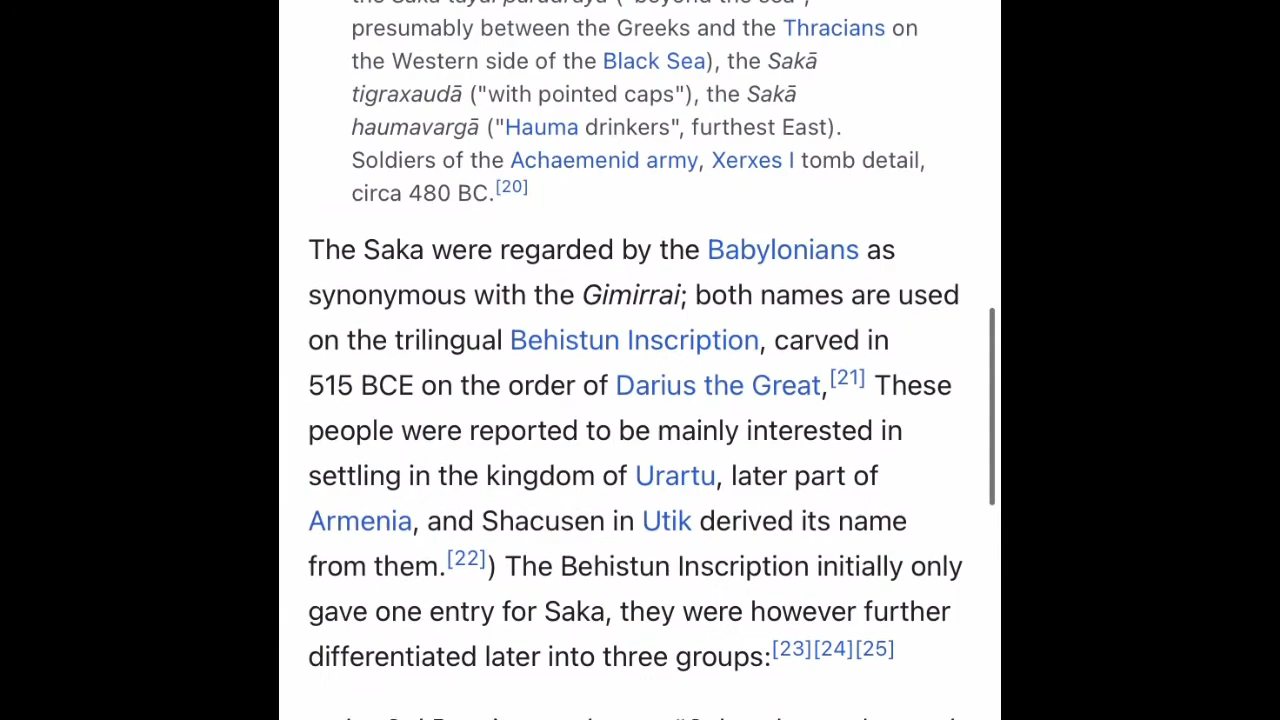 presumably between the Greeks and the Thracians on
the Western side of the Black Sea), the Sakā
tigraxaudā ("with pointed caps"), the Sakā
haumavargā ("Hauma drinkers", furthest East).
Soldiers of the Achaemenid army, Xerxes I tomb detail,
circa 480 BC.[20]
The Saka were regarded by the Babylonians as
synonymous with the Gimirrai; both names are used
on the trilingual Behistun Inscription, carved in
515 BCE on the order of Darius the Great,[21] These
people were reported to be mainly interested in
settling in the kingdom of Urartu, later part of
Armenia, and Shacusen in Utik derived its name
from them.[22]) The Behistun Inscription initially only
gave one entry for Saka, they were however further
differentiated later into three groups:[23][24][25]